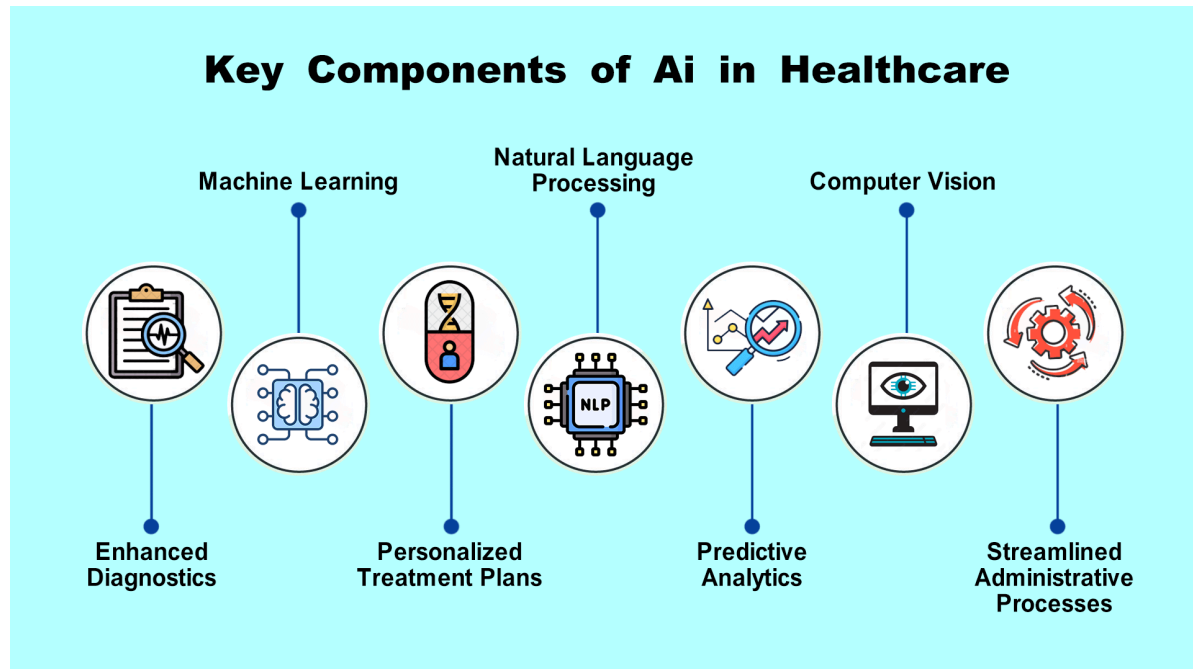 Key Components of Ai in Healthcare
Machine Learning
Natural Language
Processing
Computer Vision
NLP
Enhanced
Diagnostics
Personalized
Treatment Plans
Predictive
Analytics
Streamlined
Administrative
Processes